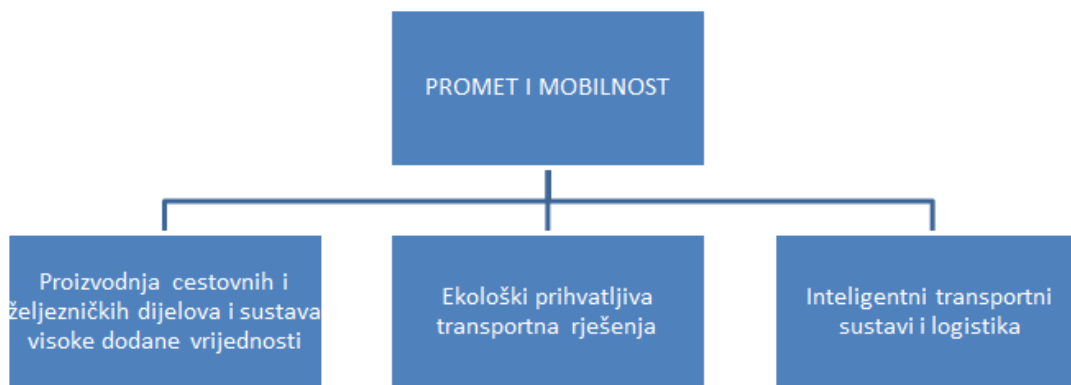 PROMET I MOBILNOST
Proizvodnja cestovnih i
željezničkih dijelova i sustava
visoke dodane vrijednosti
Ekološki prihvatljiva
transportna rješenja
Inteligentni transportni
sustavi i logistika